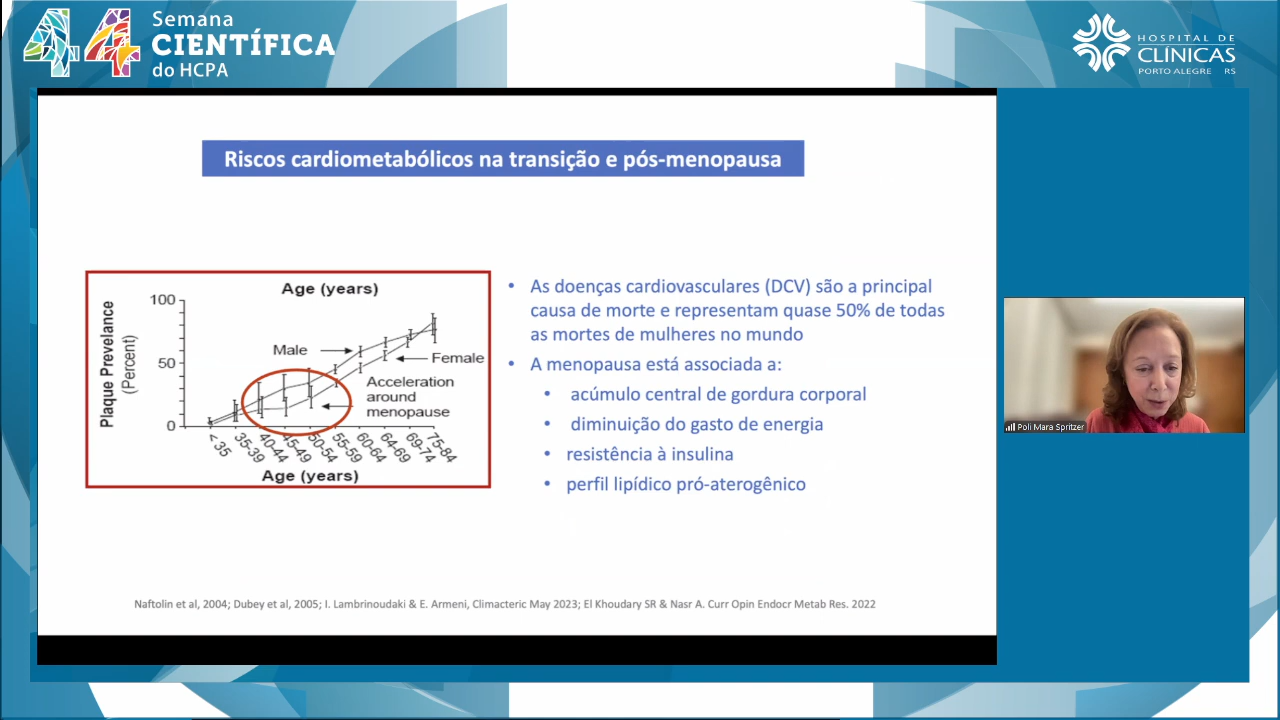 44 Semana
CIENTÍFICA
do HCPA
HOSPITAL DE
CLÍNICAS
PORTO ALEGRE RS
Riscos cardiometabólicos na transição e pós-menopausa
Age (years)
Plaque Prevelance
(Percent)
100
50
0
Male
Female
Acceleration
around
menopause
< 35
35-39
40-44
45-49
50-54
55-59
60-64
64-69
69-74
75-84
Age (years)
• As doenças cardiovasculares (DCV) são a principal
causa de morte e representam quase 50% de todas
as mortes de mulheres no mundo
• A menopausa está associada a:
• acúmulo central de gordura corporal
• diminuição do gasto de energia
• resistência à insulina
• perfil lipídico pró-aterogênico
Naftolin et al, 2004; Dubey et al, 2005; I. Lambrinoudaki & E. Armeni, Climacteric May 2023; El Khoudary SR & Nasr A. Curr Opin Endocr Metab Res. 2022
Poli Mara Spritzer